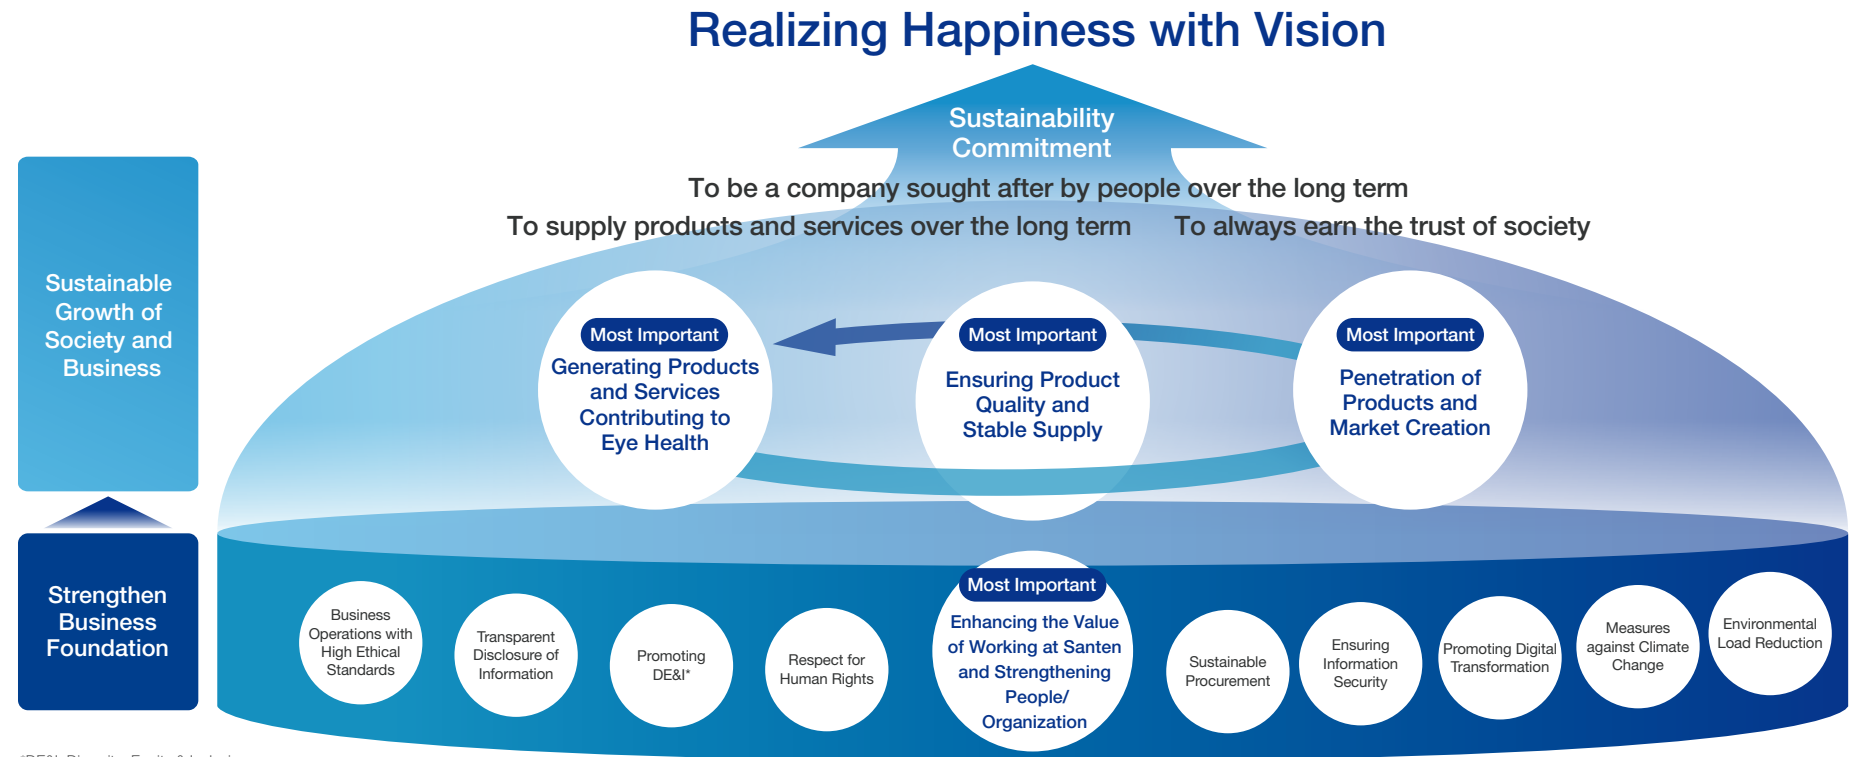 Realizing Happiness with Vision
Sustainability
Commitment
To be a company sought after by people over the long term
To supply products and services over the long term
To always earn the trust of society
Sustainable
Growth of
Society and
Business
Most Important
Generating Products
and Services
Contributing to
Eye Health
Most Important
Ensuring Product
Quality and
Stable Supply
Most Important
Penetration of
Products and
Market Creation
Strengthen
Business
Foundation
Business
Operations with
High Ethical
Standards
Transparent
Disclosure of
Information
Promoting
DE&I*
Respect for
Human Rights
Most Important
Enhancing the Value
of Working at Santen
and Strengthening
People/
Organization
Sustainable
Procurement
Ensuring
Information
Security
Promoting Digital
Transformation
Measures
against Climate
Change
Environmental
Load Reduction